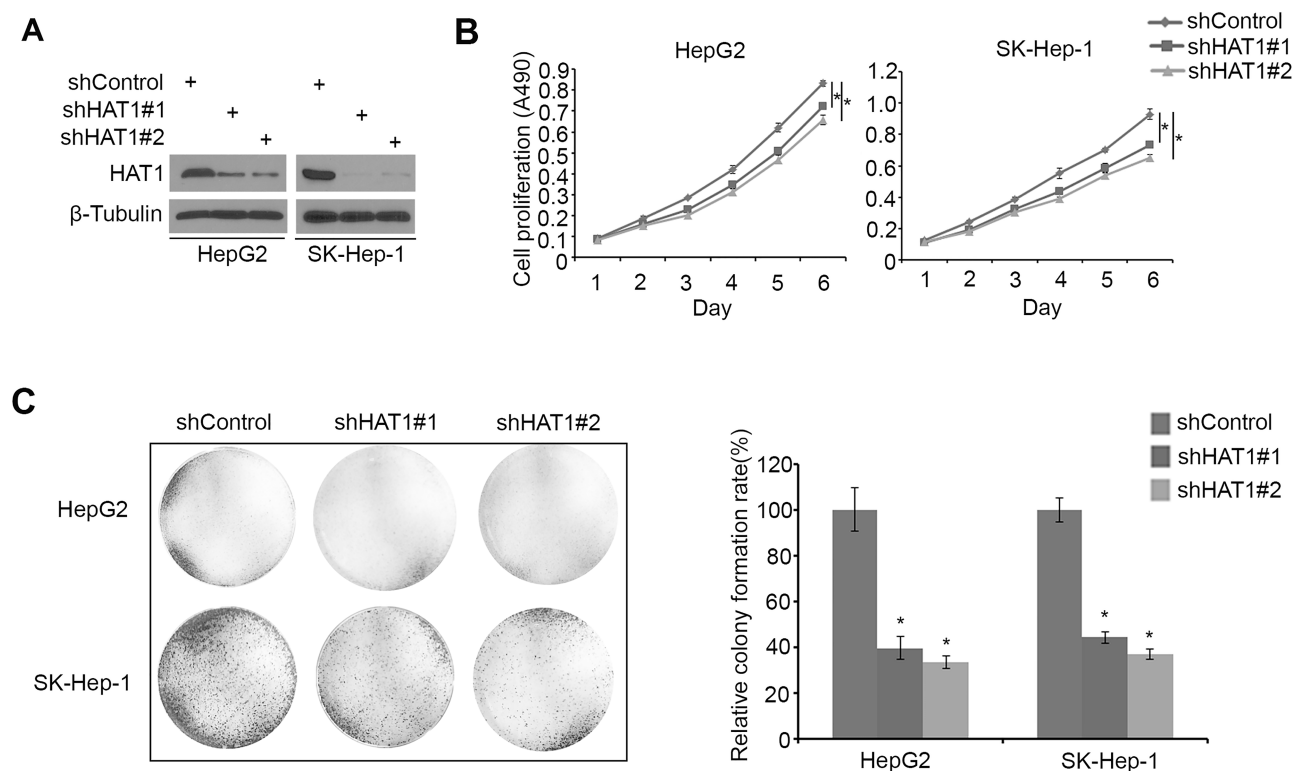 A
shControl +  +
shHAT1#1 +  +
shHAT1#2 +  +
HAT1
β-Tubulin
HepG2 SK-Hep-1
B
shControl
shHAT1#1
shHAT1#2
HepG2
Cell proliferation (A490)
0.9
0.8
0.7
0.6
0.5
0.4
0.3
0.2
0.1
0
* *
1 2 3 4 5 6
Day
SK-Hep-1
1.2
1.0
0.8
0.6
0.4
0.2
0
* *
1 2 3 4 5 6
Day
C
shControl shHAT1#1 shHAT1#2
HepG2
SK-Hep-1
shControl
shHAT1#1
shHAT1#2
Relative colony formation rate(%)
120
100
80
60
40
20
0
* * * *
HepG2 SK-Hep-1